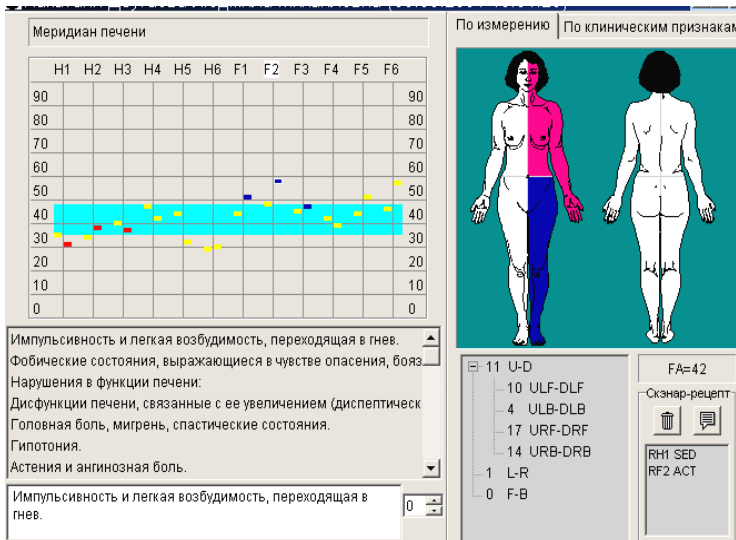 Меридиан печени
По измерению
По клиническим признакам
H1 H2 H3 H4 H5 H6 F1 F2 F3 F4 F5 F6
90 90
80 80
70 70
60 60
50 50
40 40
30 30
20 20
10 10
0 0
Импульсивность и легкая возбудимость, переходящая в гнев.
Фобические состояния, выражающиеся в чувстве опасения, бояз
Нарушения в функции печени:
Дисфункции печени, связанные с ее увеличением (диспептическ
Головная боль, мигрень, спастические состояния.
Гипотония.
Астения и ангинозная боль.
Импульсивность и легкая возбудимость, переходящая в
гнев.
0
11 U-D
10 ULF-DLF
4 ULB-DLB
17 URF-DRF
14 URB-DRB
1 L-R
0 F-B
FA=42
Скэнар-рецепт
RH1 SED
RF2 ACT